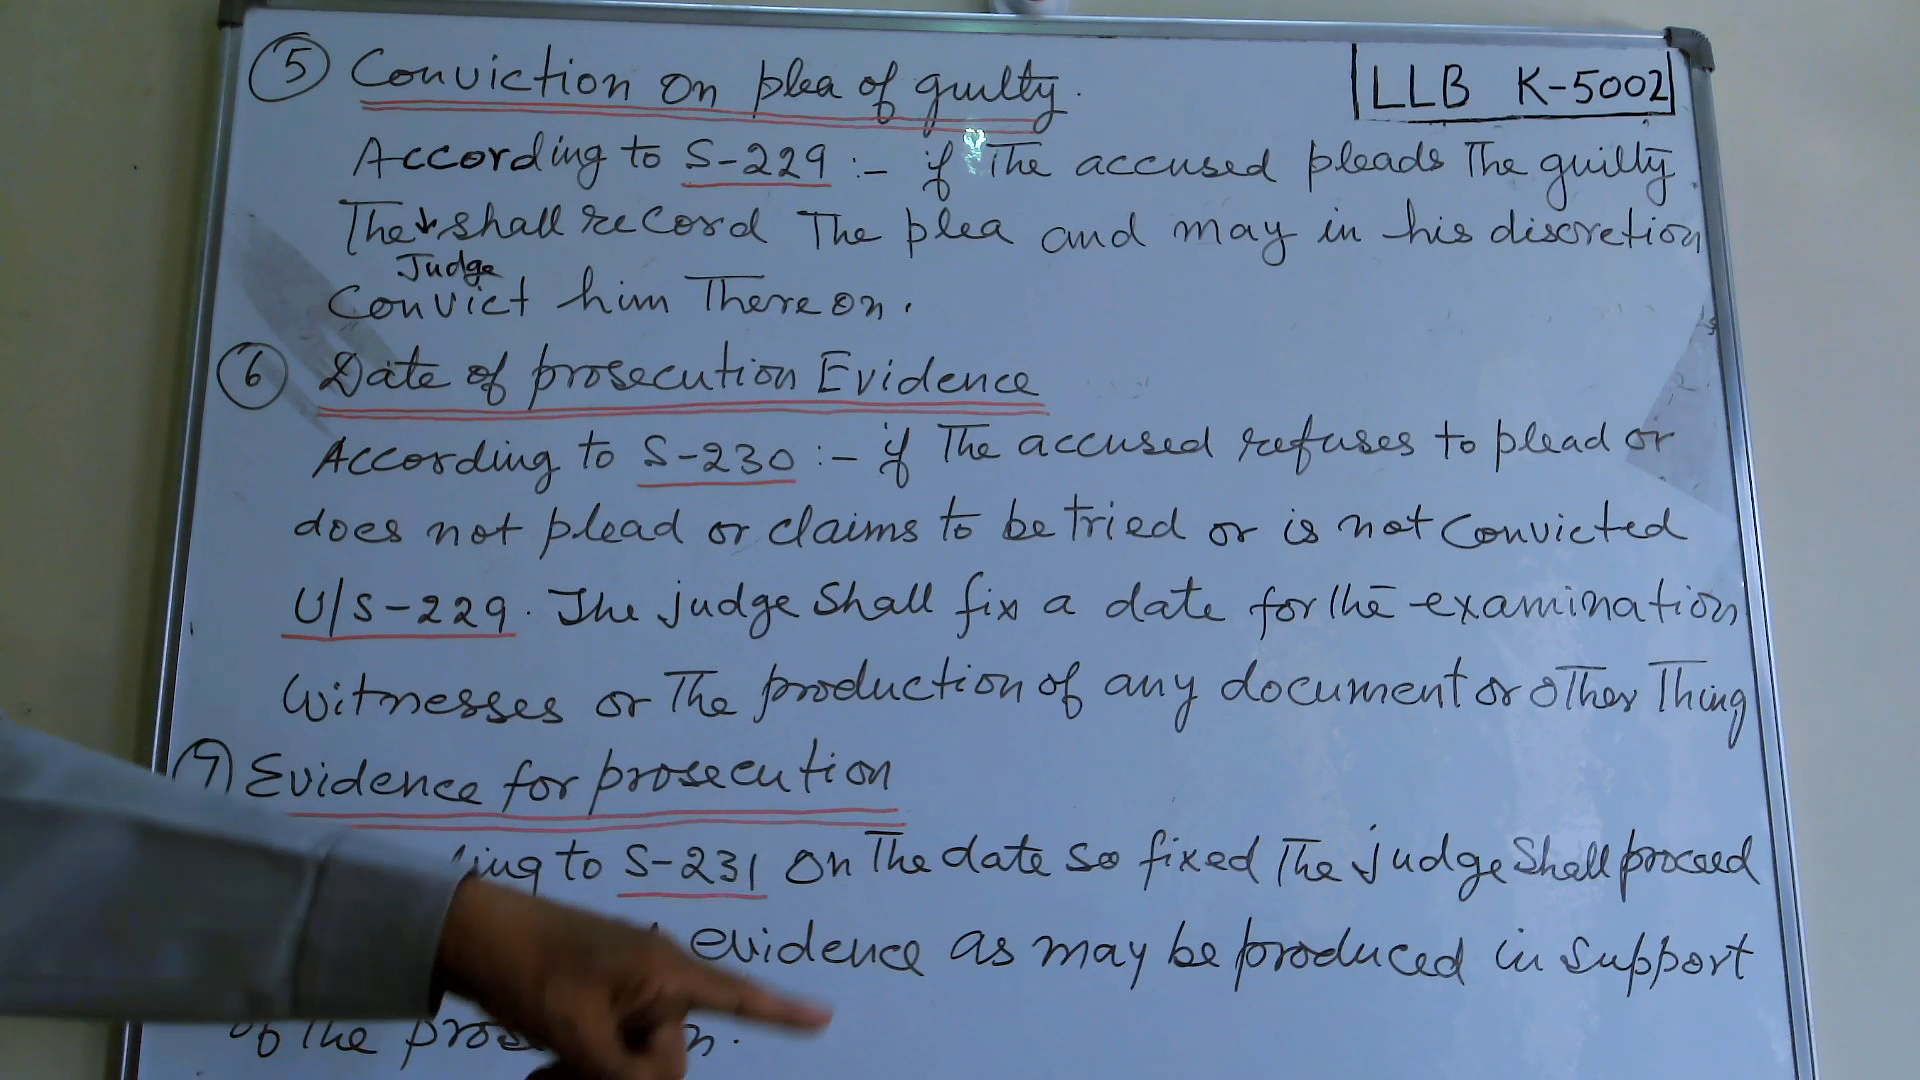 5 Conviction on plea of guilty.
LLB K-5002
According to S-229 :- if The accused pleads The guilty
The shall record The plea and may in his discretion
Judge
Convict him Thereon.
6 Date of prosecution Evidence
According to S-230 :- if The accused refuses to plead or
does not plead or claims to be tried or is not convicted
U/S-229. The judge shall fix a date for the examination
Witnesses or The production of any document or other Thing
7 Evidence for prosecution
ing to S-231 on The date so fixed The judge shall proceed
evidence as may be produced in support
of The